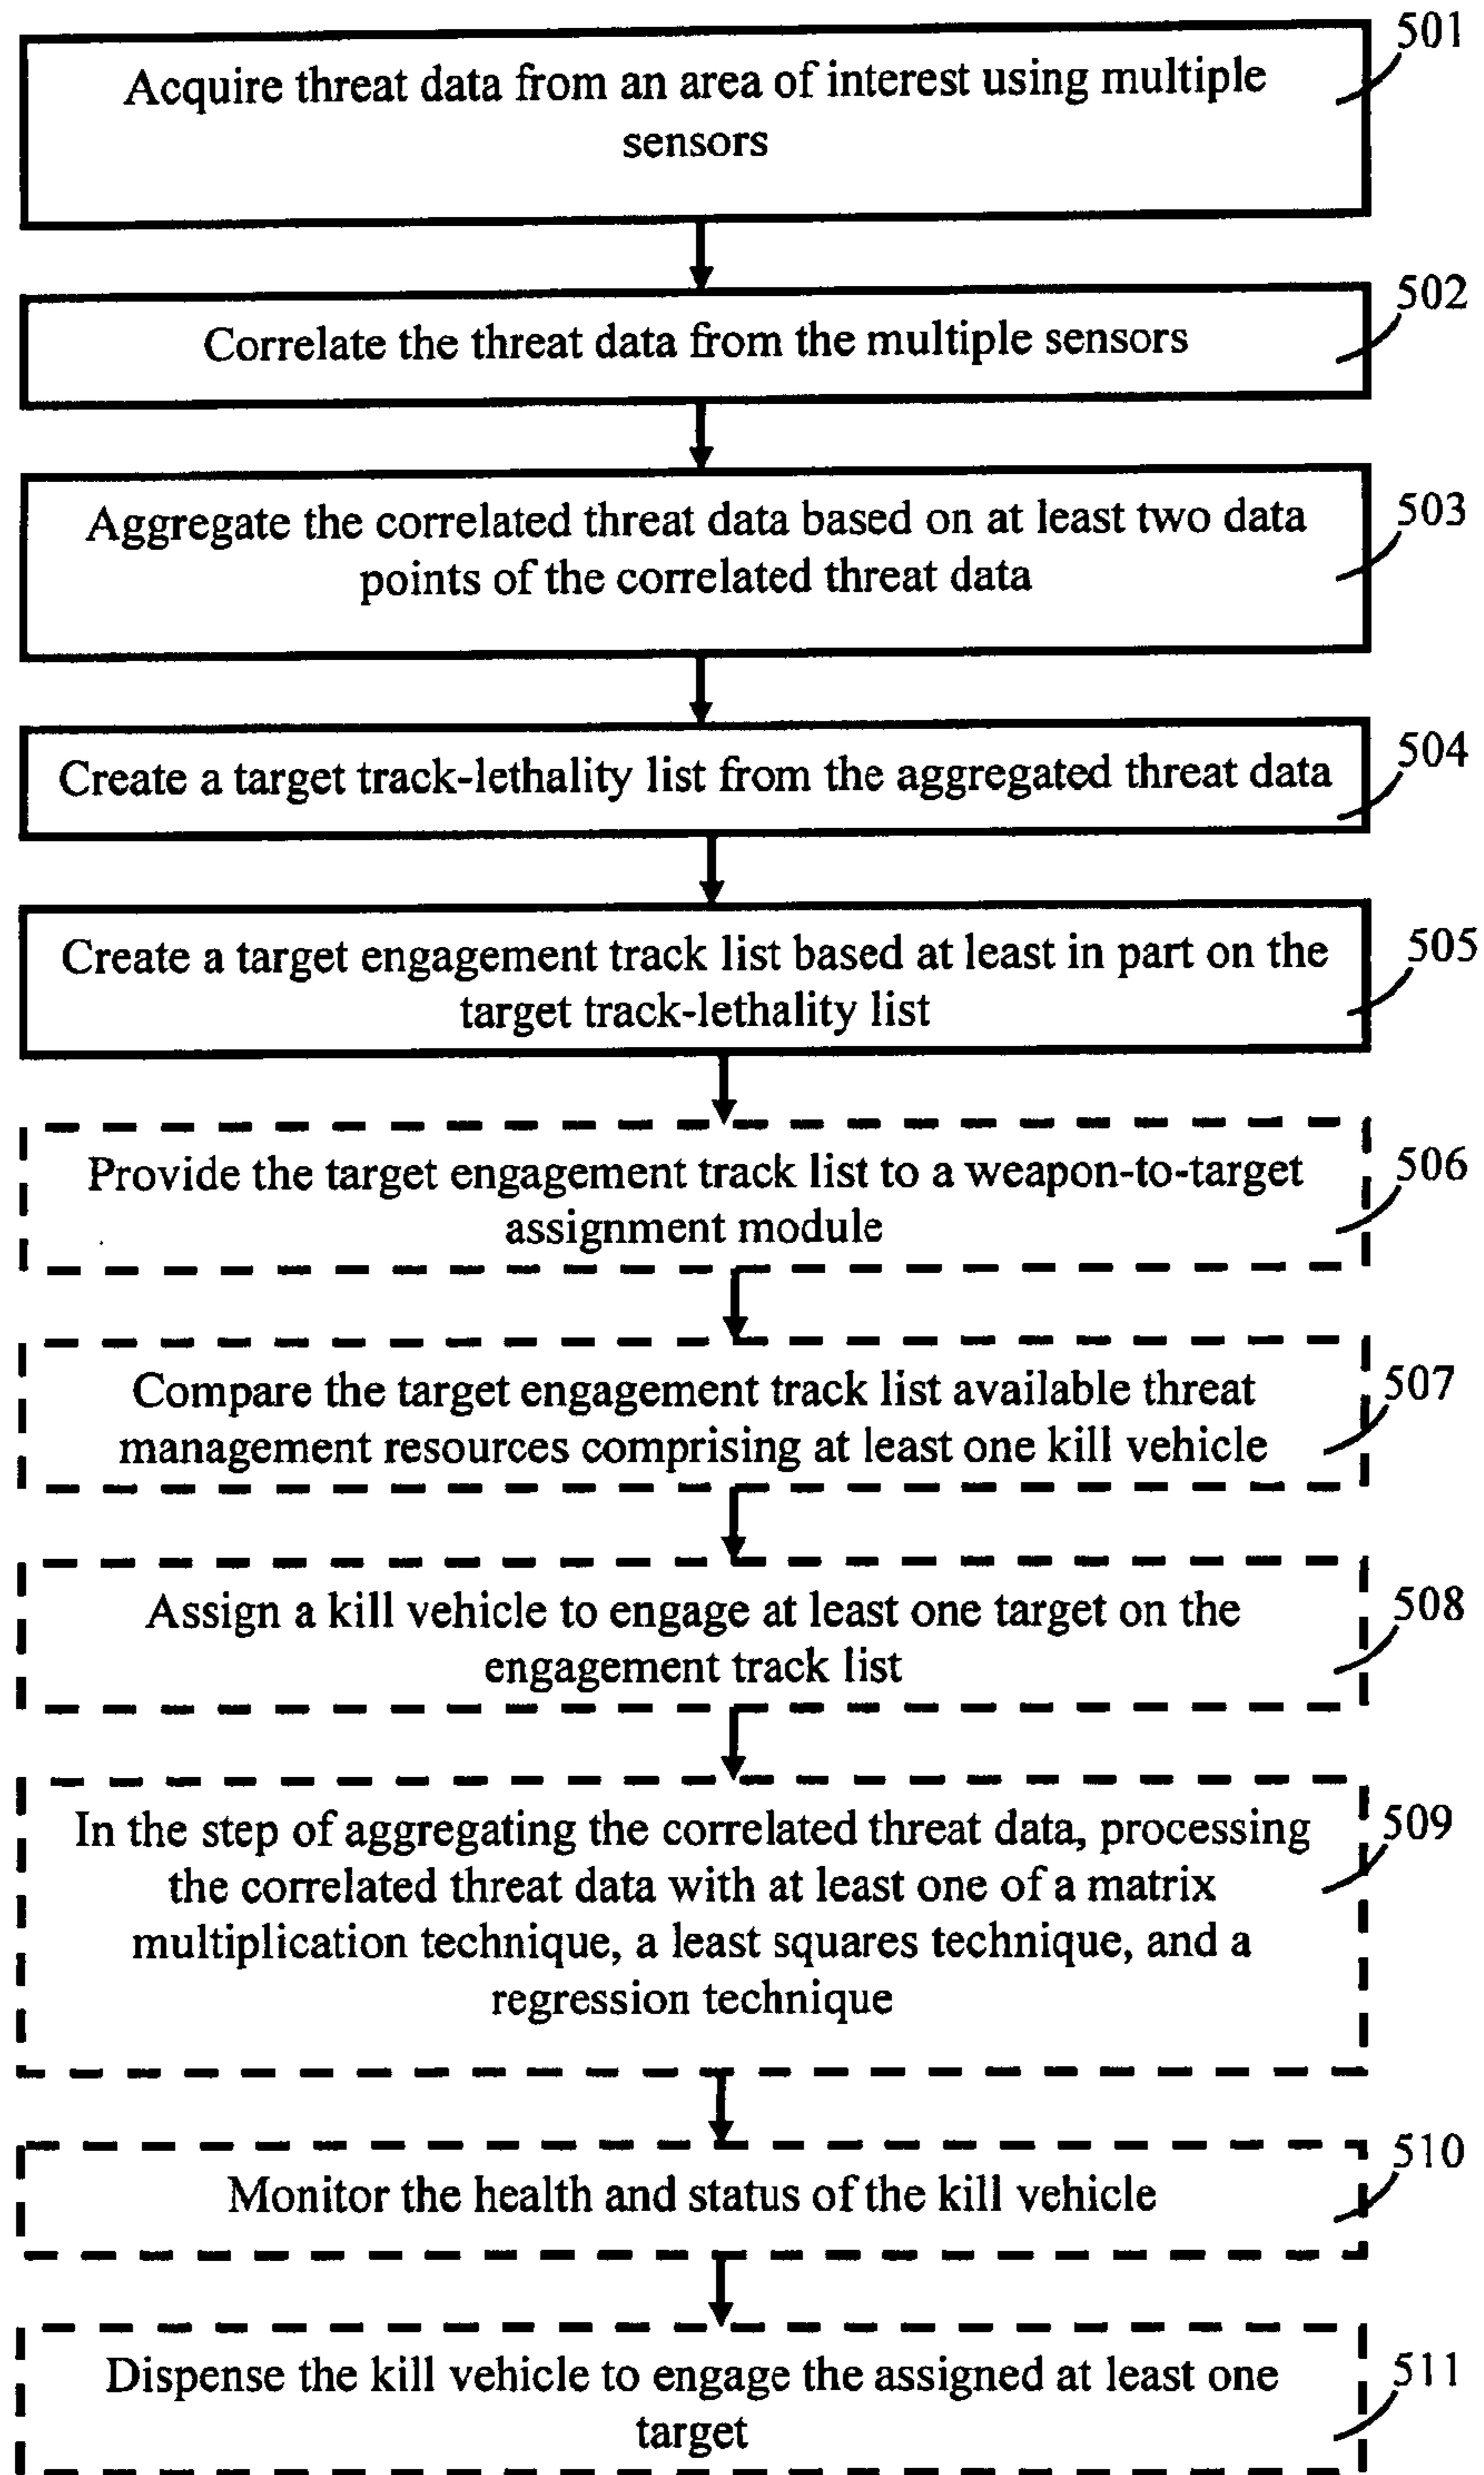 501
Acquire threat data from an area of interest using multiple
sensors
502
Correlate the threat data from the multiple sensors
503
Aggregate the correlated threat data based on at least two data
points of the correlated threat data
504
Create a target track-lethality list from the aggregated threat data
505
Create a target engagement track list based at least in part on the
target track-lethality list
506
Provide the target engagement track list to a weapon-to-target
assignment module
507
Compare the target engagement track list available threat
management resources comprising at least one kill vehicle
508
Assign a kill vehicle to engage at least one target on the
engagement track list
509
In the step of aggregating the correlated threat data, processing
the correlated threat data with at least one of a matrix
multiplication technique, a least squares technique, and a
regression technique
510
Monitor the health and status of the kill vehicle
511
Dispense the kill vehicle to engage the assigned at least one
target